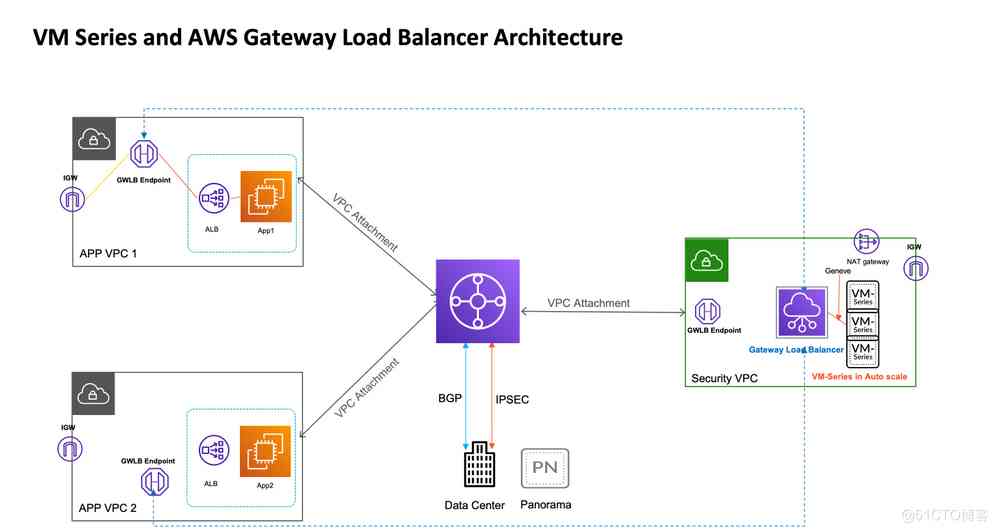 VM Series and AWS Gateway Load Balancer Architecture
IGW
GWLB Endpoint
ALB
App1
APP VPC 1
VPC Attachment
VPC Attachment
NAT gateway
IGW
Geneve
GWLB Endpoint
VM-
Series
VM-
Series
VM-
Series
Gateway Load Balancer
VM-Series in Auto scale
Security VPC
VPC Attachment
BGP
IPSEC
IGW
GWLB Endpoint
ALB
App2
APP VPC 2
PN
Data Center
Panorama
@51CTO博客